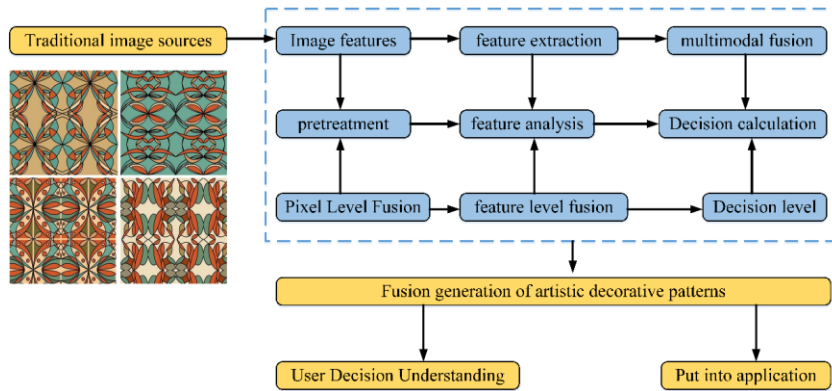 Traditional image sources
Image features
feature extraction
multimodal fusion
pretreatment
feature analysis
Decision calculation
Pixel Level Fusion
feature level fusion
Decision level
Fusion generation of artistic decorative patterns
User Decision Understanding
Put into application